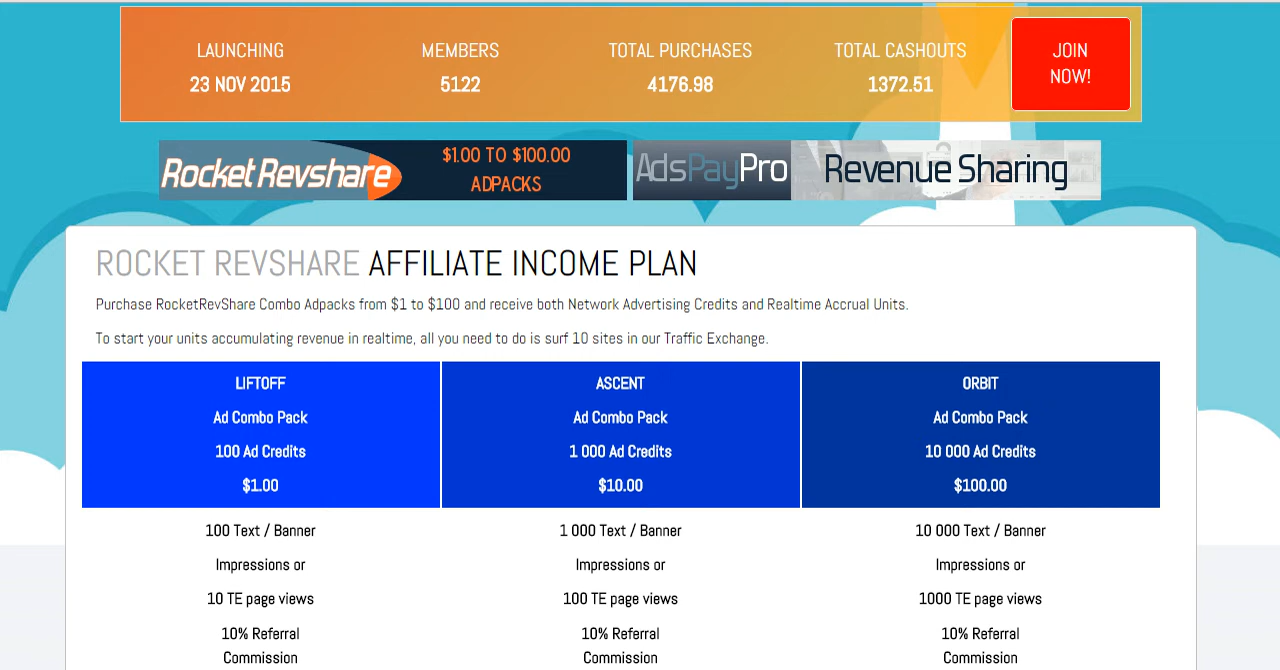 LAUNCHING MEMBERS TOTAL PURCHASES TOTAL CASHOUTS JOIN
23 NOV 2015 5122 4176.98 1372.51 NOW!
Rocket Revshare $1.00 TO $100.00 AdsPayPro Revenue Sharing
ADPACKS
ROCKET REVSHARE AFFILIATE INCOME PLAN
Purchase RocketRevShare Combo Adpacks from $1 to $100 and receive both Network Advertising Credits and Realtime Accrual Units.
To start your units accumulating revenue in realtime, all you need to do is surf 10 sites in our Traffic Exchange.
LIFTOFF ASCENT ORBIT
Ad Combo Pack Ad Combo Pack Ad Combo Pack
100 Ad Credits 1 000 Ad Credits 10 000 Ad Credits
$1.00 $10.00 $100.00
100 Text / Banner 1 000 Text / Banner 10 000 Text / Banner
Impressions or Impressions or Impressions or
10 TE page views 100 TE page views 1000 TE page views
10% Referral 10% Referral 10% Referral
Commission Commission Commission